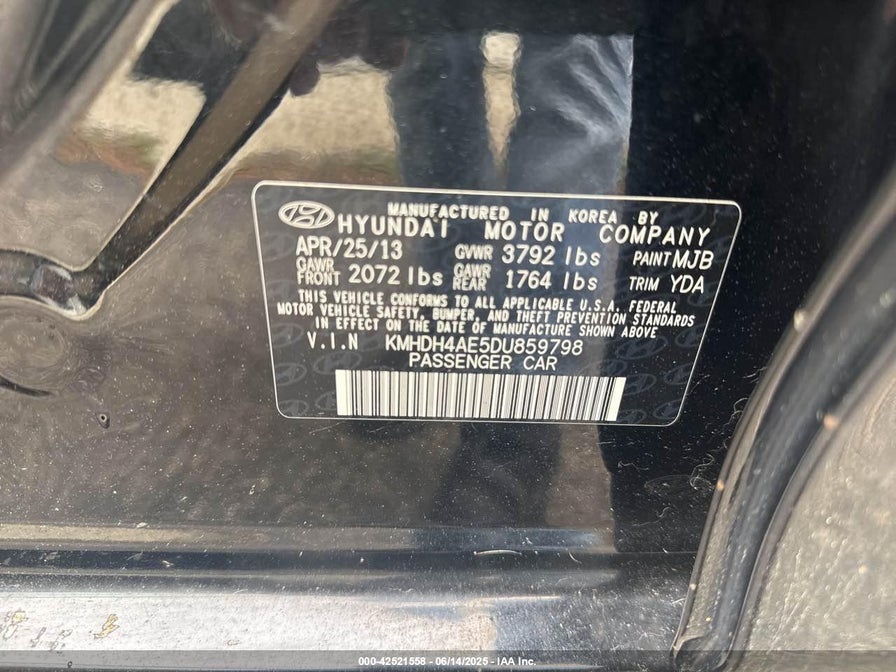 MANUFACTURED IN KOREA BY
HYUNDAI MOTOR COMPANY
APR/25/13 GVWR 3792 lbs PAINT MJB
GAWR FRONT 2072 lbs GAWR REAR 1764 lbs TRIM YDA
THIS VEHICLE CONFORMS TO ALL APPLICABLE U.S.A. FEDERAL
MOTOR VEHICLE SAFETY, BUMPER, AND THEFT PREVENTION STANDARDS
IN EFFECT ON THE DATE OF MANUFACTURE SHOWN ABOVE
V.I.N KMHDH4AE5DU859798
PASSENGER CAR
000-42521558 - 06/14/2025 - IAA Inc.